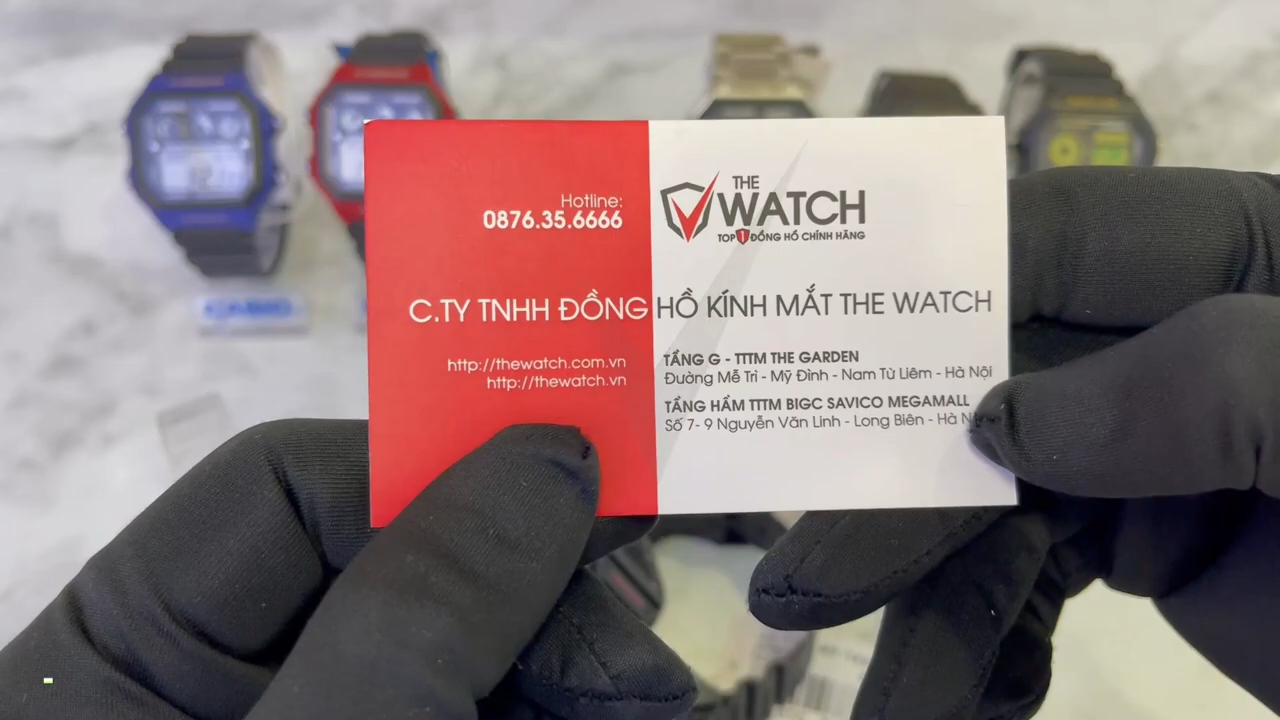 Hotline:
0876.35.6666
THE
WATCH
TOP 1 ĐỒNG HỒ CHÍNH HÃNG
C.TY TNHH ĐỒNG HỒ KÍNH MẮT THE WATCH
http://thewatch.com.vn
http://thewatch.vn
TẦNG G - TTTM THE GARDEN
Đường Mễ Trì - Mỹ Đình - Nam Từ Liêm - Hà Nội
TẦNG HẦM TTTM BIGC SAVICO MEGAMALL
Số 7- 9 Nguyễn Văn Linh - Long Biên - Hà
CASIO